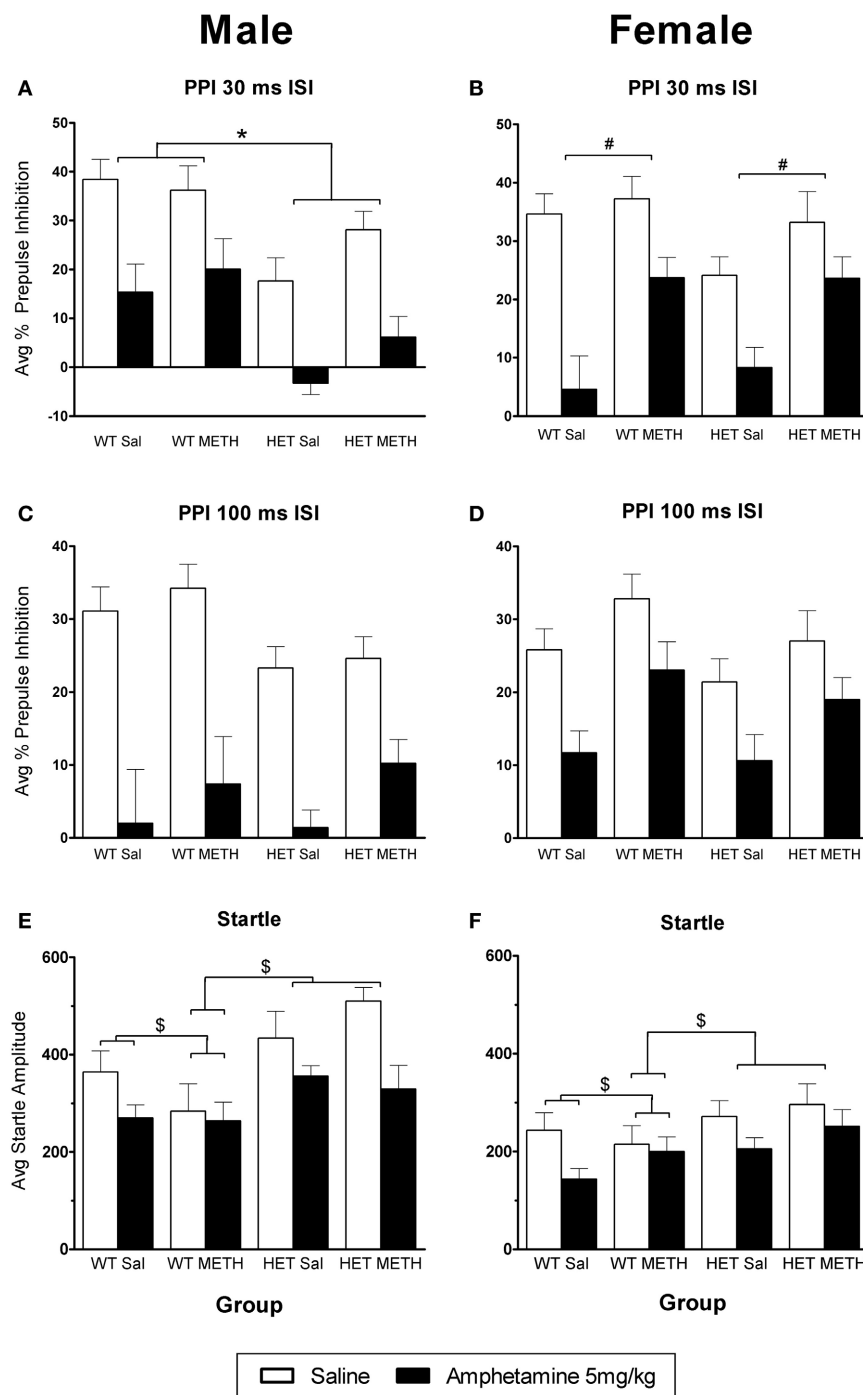 Male Female
A PPI 30 ms ISI
B PPI 30 ms ISI
Avg % Prepulse Inhibition
50
40
30
20
10
0
-10
*
WT Sal WT METH HET Sal HET METH
50
40
30
20
10
0
# #
WT Sal WT METH HET Sal HET METH
C PPI 100 ms ISI
D PPI 100 ms ISI
Avg % Prepulse Inhibition
40
30
20
10
0
WT Sal WT METH HET Sal HET METH
40
30
20
10
0
WT Sal WT METH HET Sal HET METH
E Startle
F Startle
Avg Startle Amplitude
600
400
200
0
$ $
WT Sal WT METH HET Sal HET METH
Group
600
400
200
0
$ $
WT Sal WT METH HET Sal HET METH
Group
Saline Amphetamine 5mg/kg